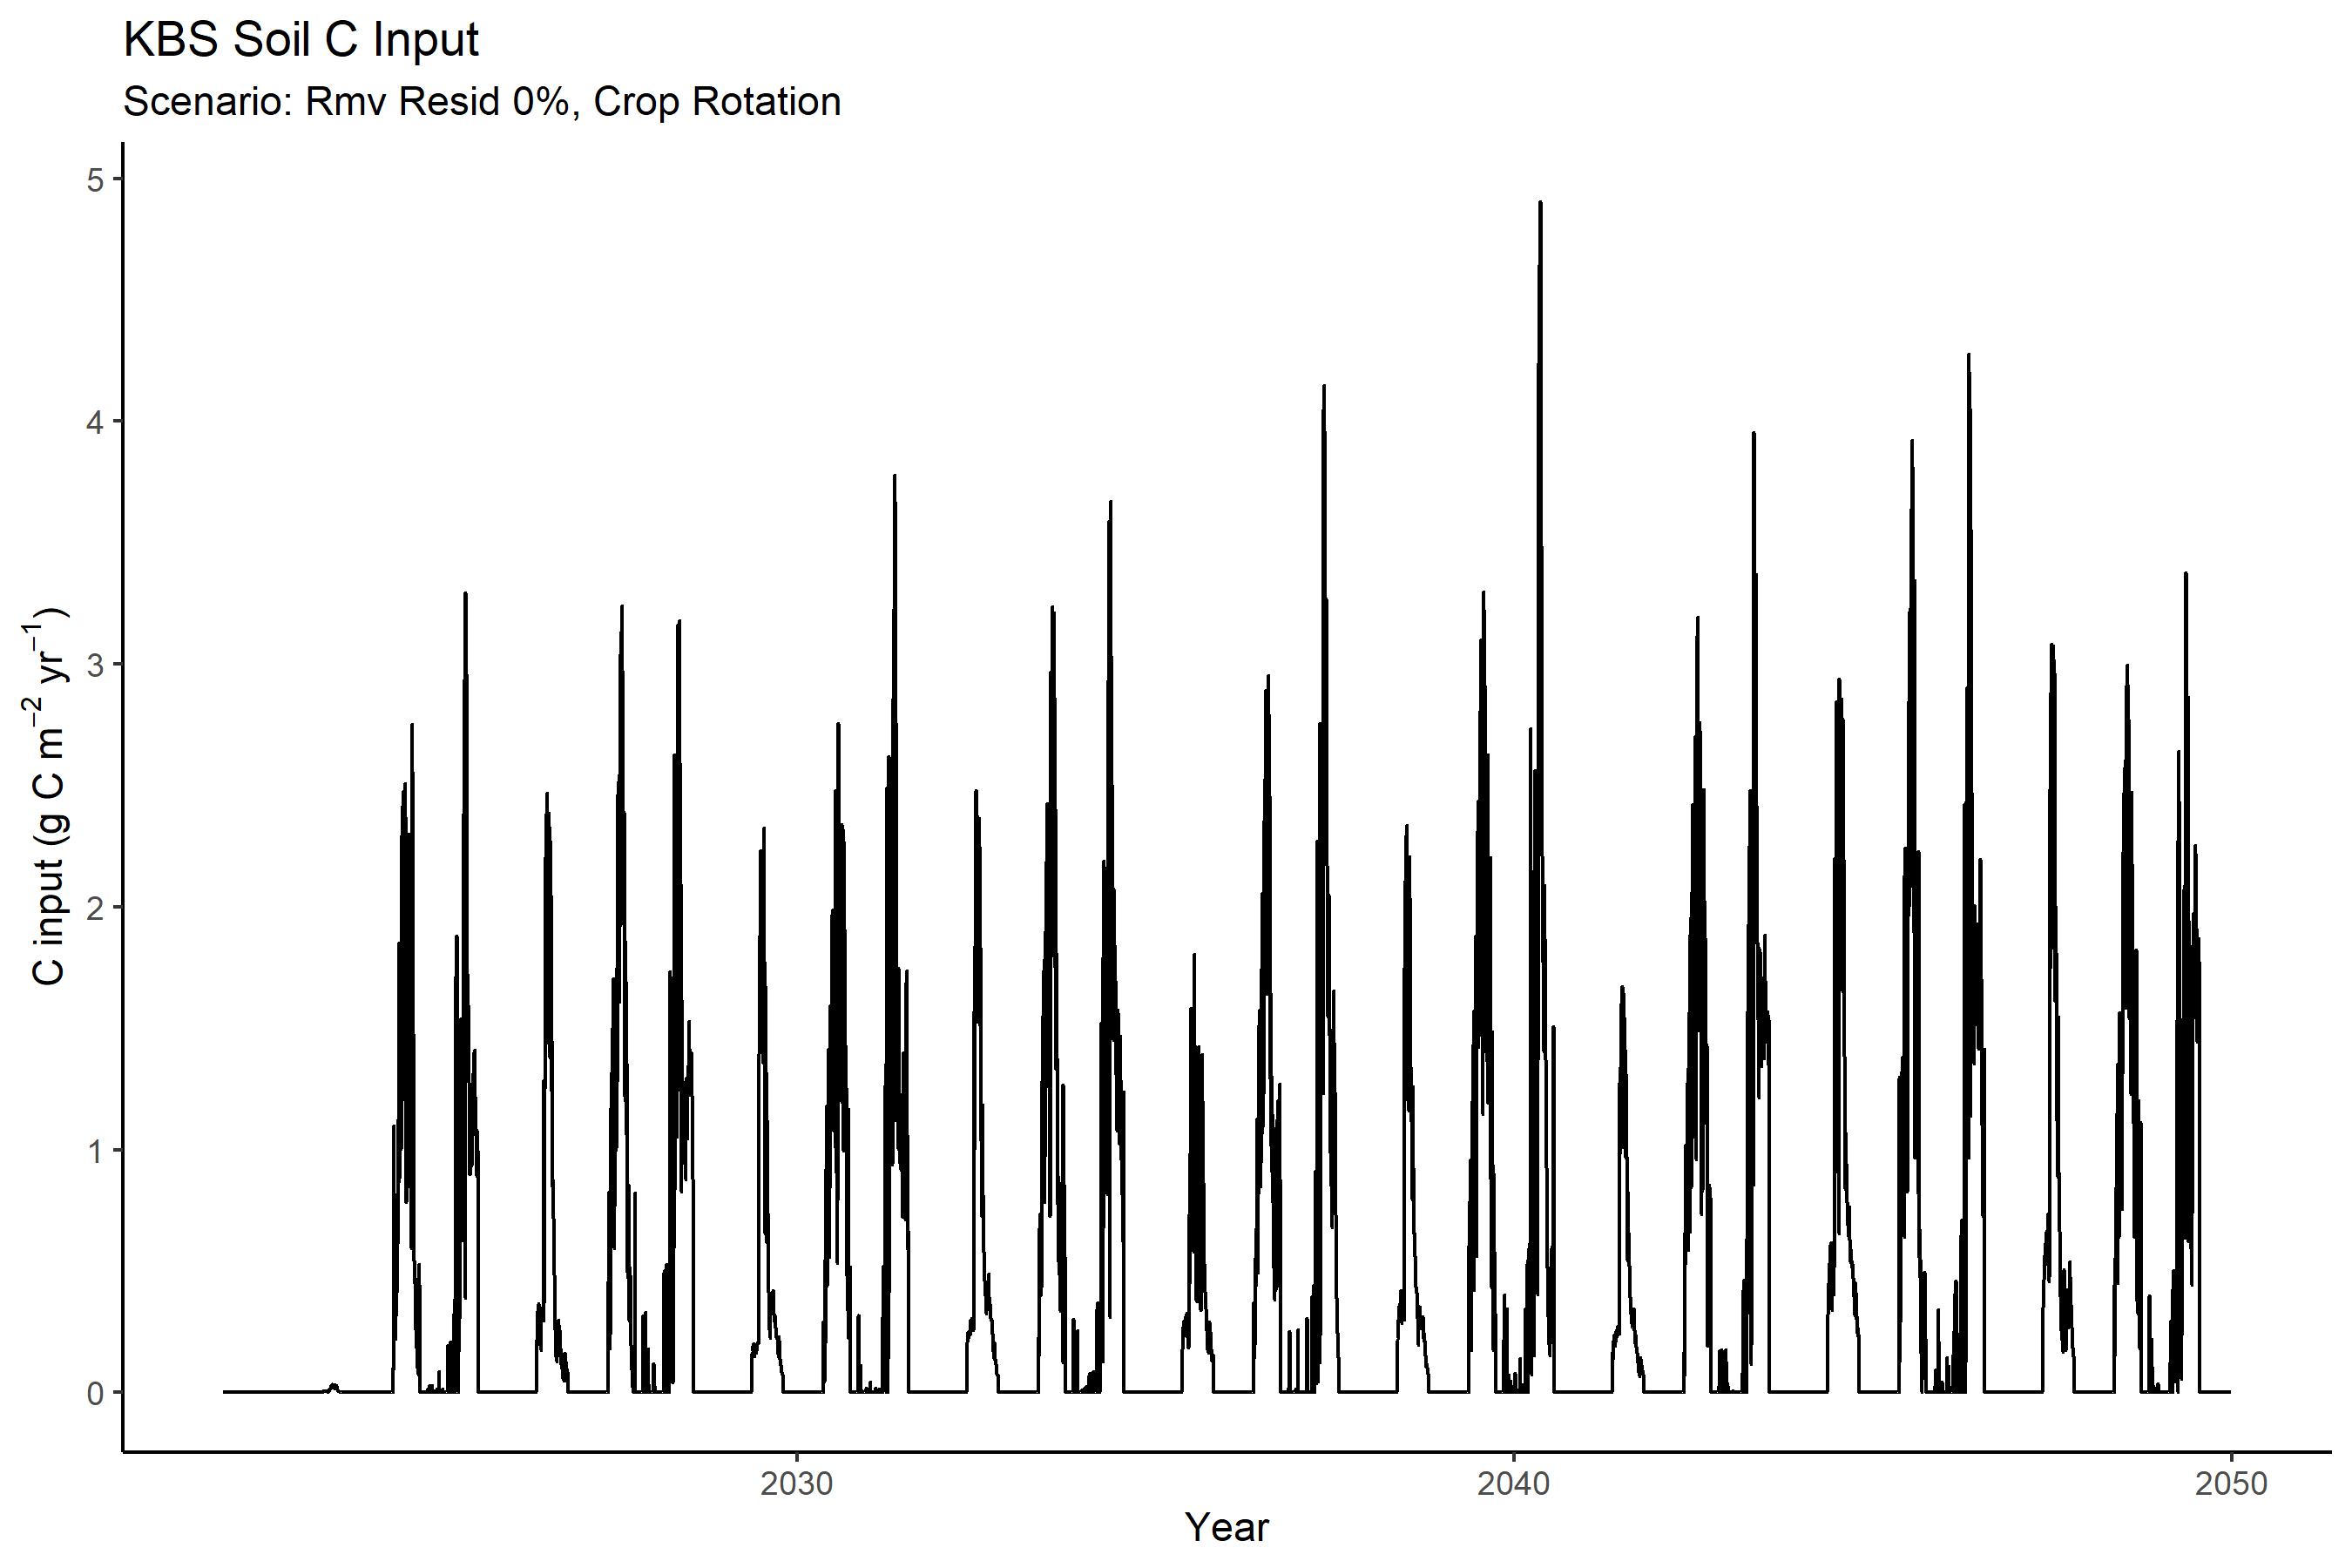 KBS Soil C Input
Scenario: Rmv Resid 0%, Crop Rotation
C input (g C m⁻² yr⁻¹)
5
4
3
2
1
0
2030
2040
2050
Year